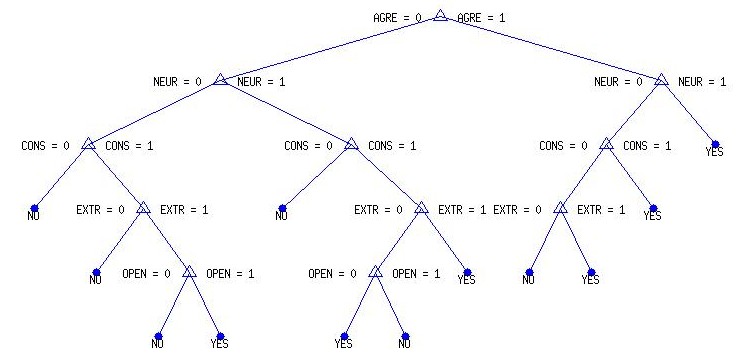 AGRE = 0 AGRE = 1
NEUR = 0 NEUR = 1 NEUR = 0 NEUR = 1
CONS = 0 CONS = 1 CONS = 0 CONS = 1 CONS = 0 CONS = 1 YES
NO EXTR = 0 EXTR = 1 NO EXTR = 0 EXTR = 1 EXTR = 0 EXTR = 1 YES
NO OPEN = 0 OPEN = 1 OPEN = 0 OPEN = 1 YES NO YES
NO YES YES NO